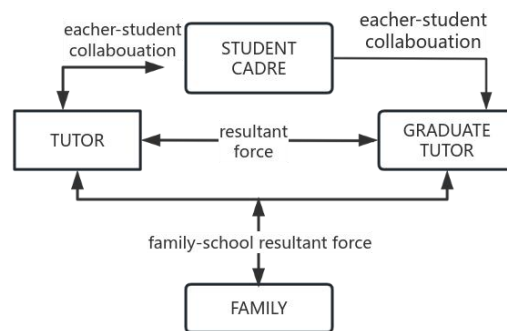 eacher-student
collabouation
STUDENT
CADRE
eacher-student
collabouation
TUTOR
resultant
force
GRADUATE
TUTOR
family-school resultant force
FAMILY